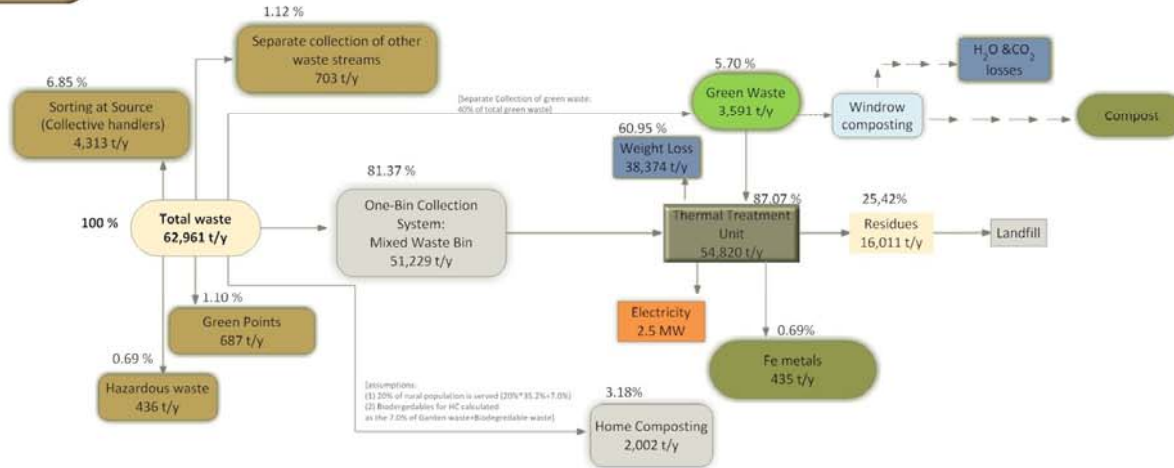 1.12 %
Separate collection of other
waste streams
703 t/y
6.85 %
Sorting at Source
(Collective handlers)
4,313 t/y
[Separate Collection of green waste:
40% of total green waste]
5.70 %
Green Waste
3,591 t/y
H₂O &CO₂
losses
Windrow
composting
Compost
60.95 %
Weight Loss
38,374 t/y
81.37 %
One-Bin Collection
System:
Mixed Waste Bin
51,229 t/y
100 %
Total waste
62,961 t/y
87.07 %
Thermal Treatment
Unit
54,820 t/y
25,42%
Residues
16,011 t/y
Landfill
1.10 %
Green Points
687 t/y
Electricity
2.5 MW
0.69%
Fe metals
435 t/y
0.69 %
Hazardous waste
436 t/y
[assumptions:
(1) 20% of rural population is served (20%*35.2%=7.0%)
(2) Biodergedables for HC calculated
as the 7.0% of Ganten waste+Biodegredable waste]
3.18%
Home Composting
2,002 t/y